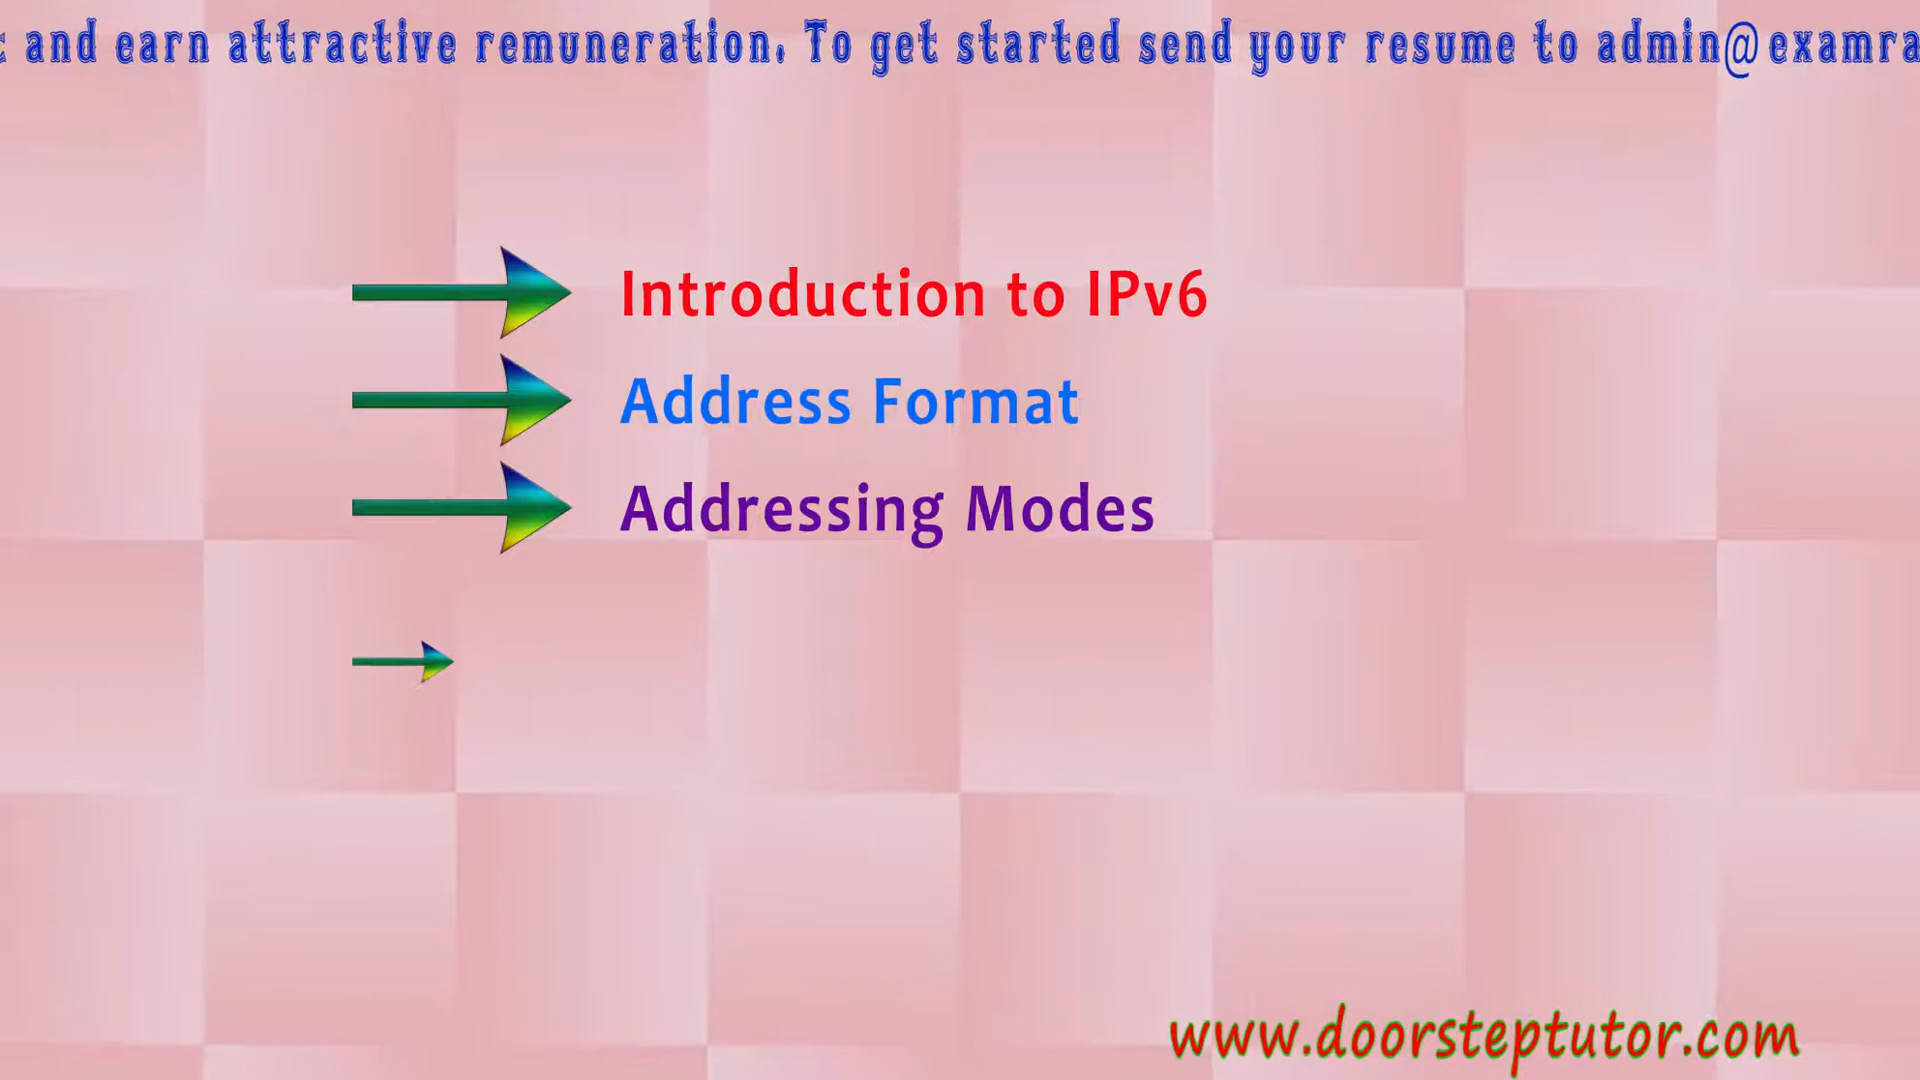 and earn attractive remuneration. To get started send your resume to admin@examra
Introduction to IPv6
Address Format
Addressing Modes
www.doorsteptutor.com